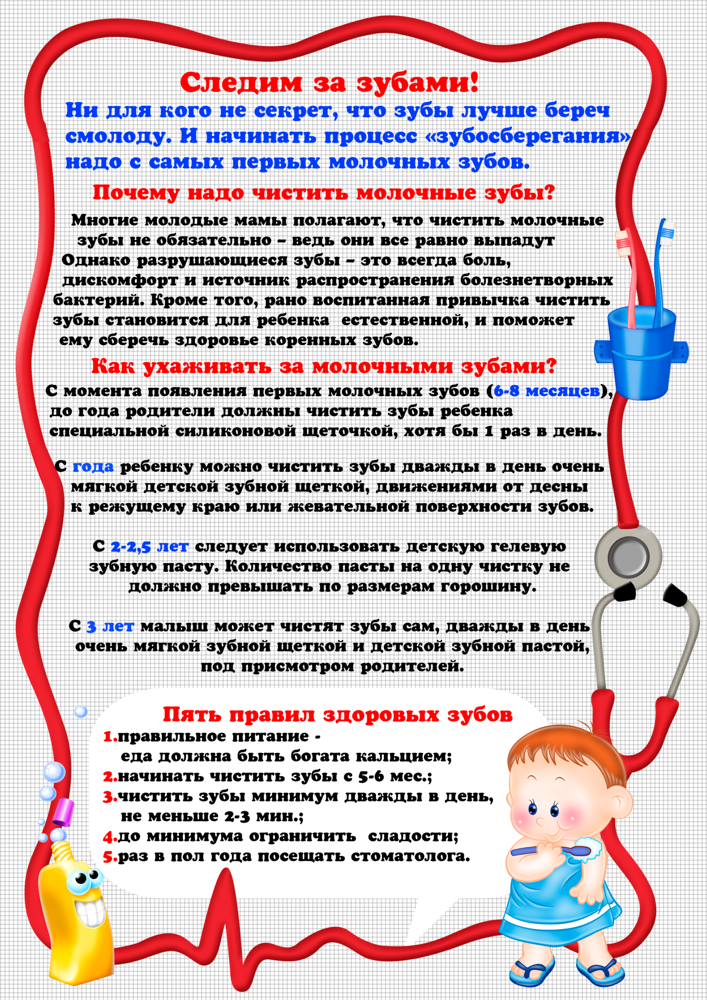 Следим за зубами!
Ни для кого не секрет, что зубы лучше береч
смолоду. И начинать процесс «зубосберегания»
надо с самых первых молочных зубов.
Почему надо чистить молочные зубы?
Многие молодые мамы полагают, что чистить молочные
зубы не обязательно – ведь они все равно выпадут
Однако разрушающиеся зубы – это всегда боль,
дискомфорт и источник распространения болезнетворных
бактерий. Кроме того, рано воспитанная привычка чистить
зубы становится для ребенка  естественной, и поможет
ему сберечь здоровье коренных зубов.
Как ухаживать за молочными зубами?
С момента появления первых молочных зубов (6-8 месяцев),
до года родители должны чистить зубы ребенка
специальной силиконовой щеточкой, хотя бы 1 раз в день.
С года ребенку можно чистить зубы дважды в день очень
мягкой детской зубной щеткой, движениями от десны
к режущему краю или жевательной поверхности зубов.
С 2-2,5 лет следует использовать детскую гелевую
зубную пасту. Количество пасты на одну чистку не
должно превышать по размерам горошину.
С 3 лет малыш может чистят зубы сам, дважды в день
очень мягкой зубной щеткой и детской зубной пастой,
под присмотром родителей.
Пять правил здоровых зубов
1.правильное питание -
еда должна быть богата кальцием;
2.начинать чистить зубы с 5-6 мес.;
3.чистить зубы минимум дважды в день,
не меньше 2-3 мин.;
4.до минимума ограничить  сладости;
5.раз в пол года посещать стоматолога.